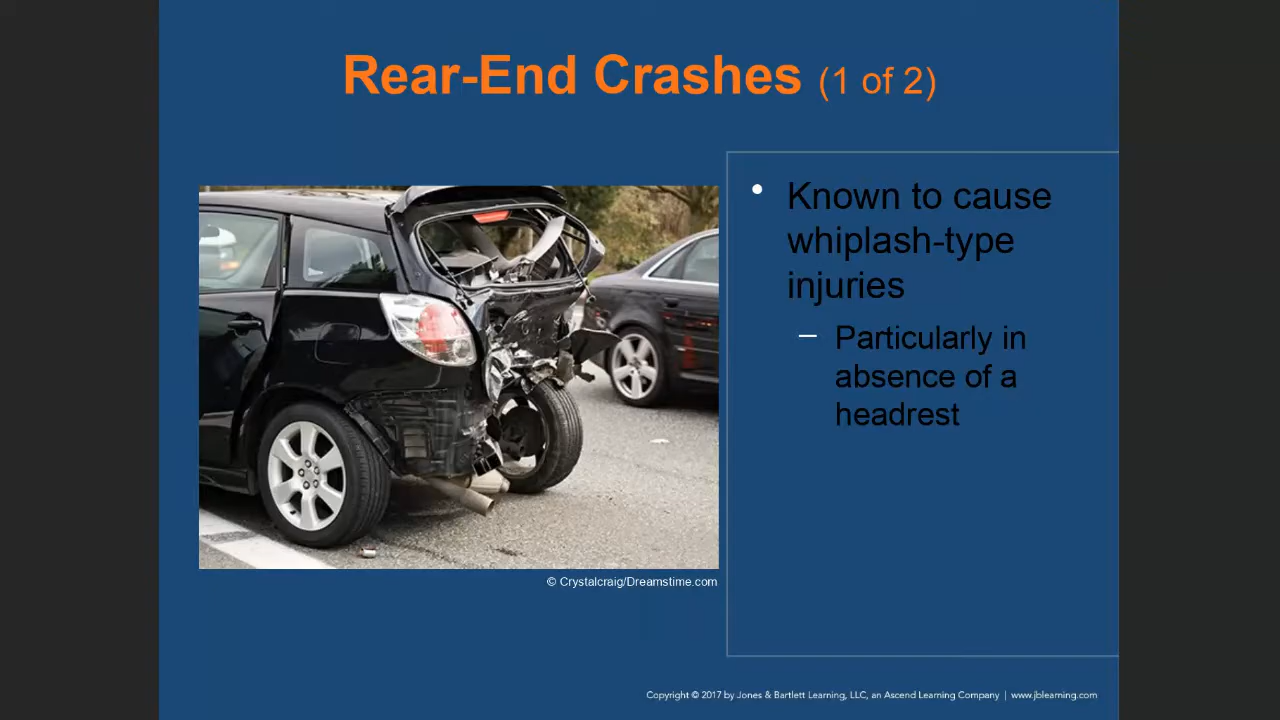 Rear-End Crashes (1 of 2)
• Known to cause
whiplash-type
injuries
– Particularly in
absence of a
headrest
© Crystalcraig/Dreamstime.com
Copyright © 2017 by Jones & Bartlett Learning, LLC, an Ascend Learning Company | www.jblearning.com